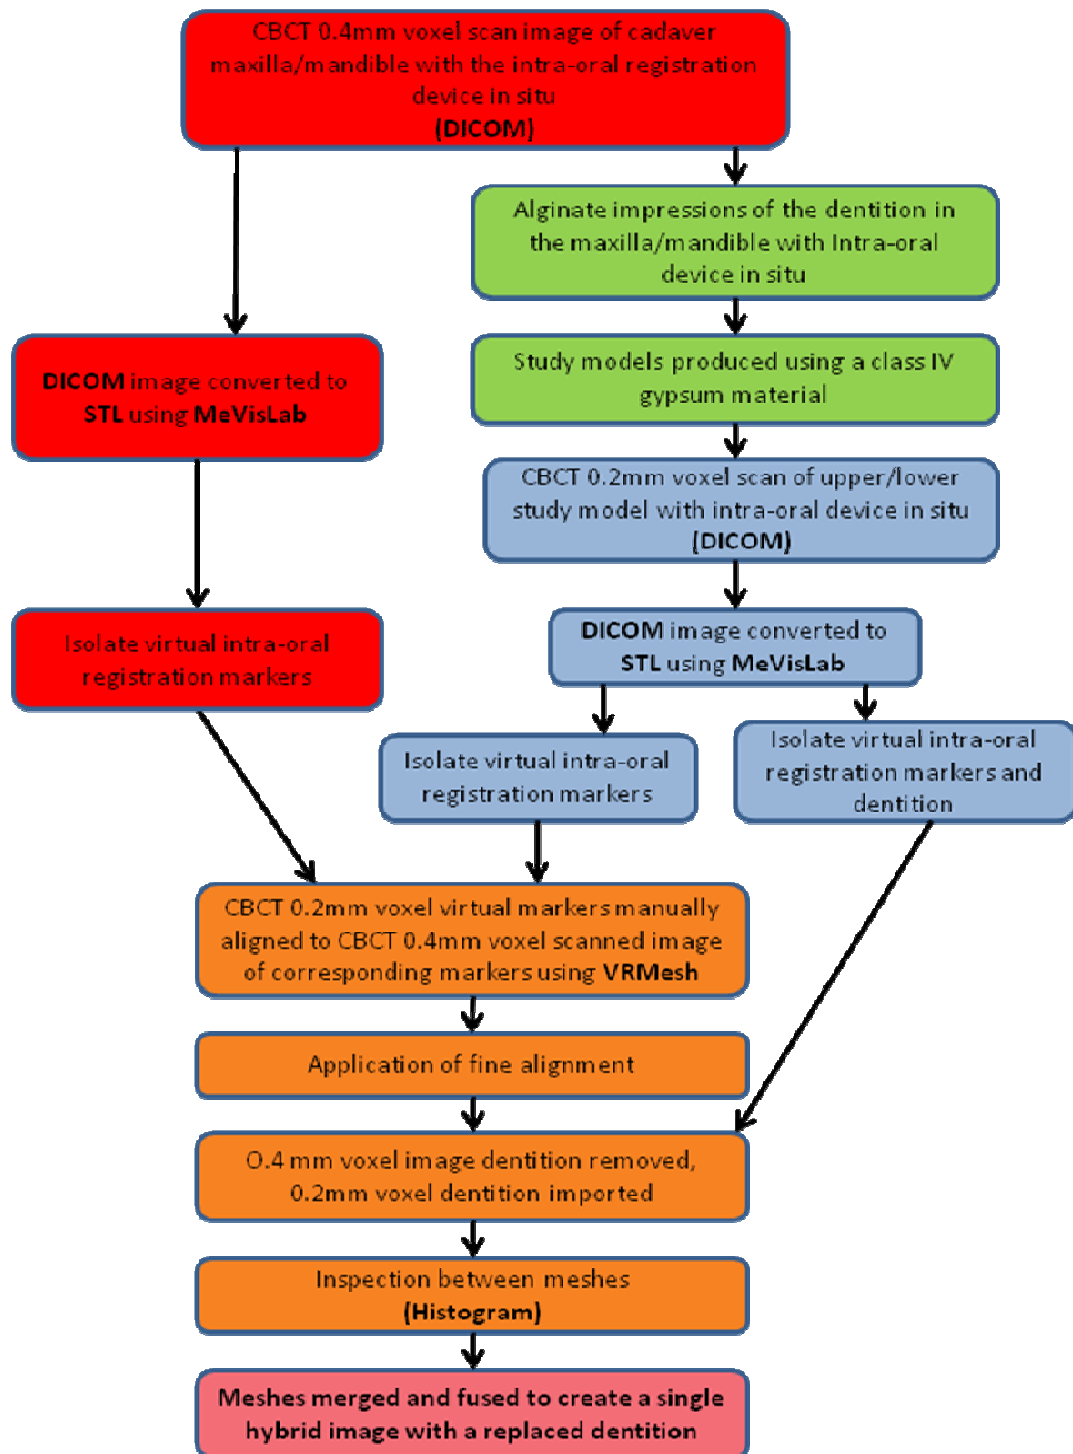 CBCT 0.4mm voxel scan image of cadaver
maxilla/mandible with the intra-oral registration
device in situ
(DICOM)
Alginate impressions of the dentition in
the maxilla/mandible with Intra-oral
device in situ
DICOM image converted to
STL using MeVisLab
Study models produced using a class IV
gypsum material
CBCT 0.2mm voxel scan of upper/lower
study model with intra-oral device in situ
(DICOM)
Isolate virtual intra-oral
registration markers
DICOM image converted to
STL using MeVisLab
Isolate virtual intra-oral
registration markers
Isolate virtual intra-oral
registration markers and
dentition
CBCT 0.2mm voxel virtual markers manually
aligned to CBCT 0.4mm voxel scanned image
of corresponding markers using VRMesh
Application of fine alignment
O.4 mm voxel image dentition removed,
0.2mm voxel dentition imported
Inspection between meshes
(Histogram)
Meshes merged and fused to create a single
hybrid image with a replaced dentition